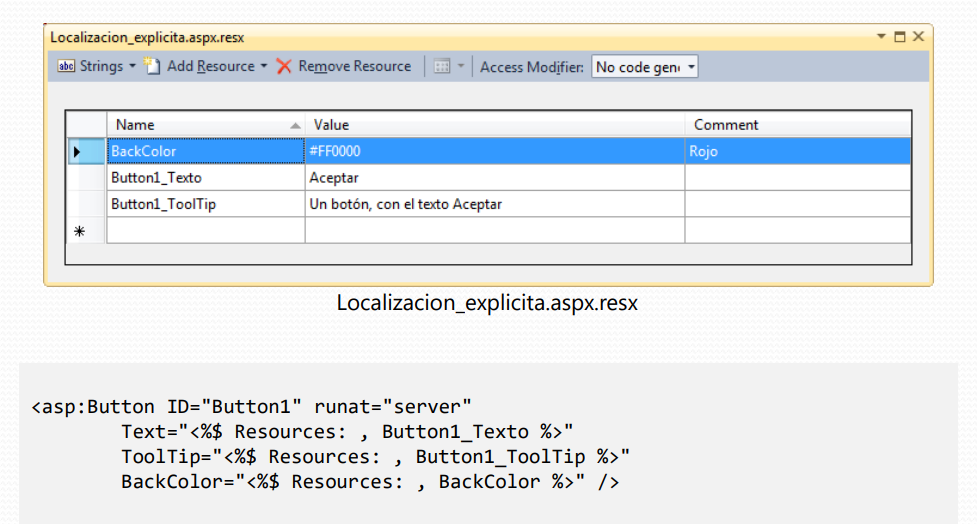 Localizacion_explicita.aspx.resx
abc Strings Add Resource Remove Resource Access Modifier: No code gen
Name Value Comment
BackColor #FF0000 Rojo
Button1_Texto Aceptar
Button1_ToolTip Un botón, con el texto Aceptar
Localizacion_explicita.aspx.resx
<asp:Button ID="Button1" runat="server"
Text="<%$ Resources: , Button1_Texto %>"
ToolTip="<%$ Resources: , Button1_ToolTip %>"
BackColor="<%$ Resources: , BackColor %>" />